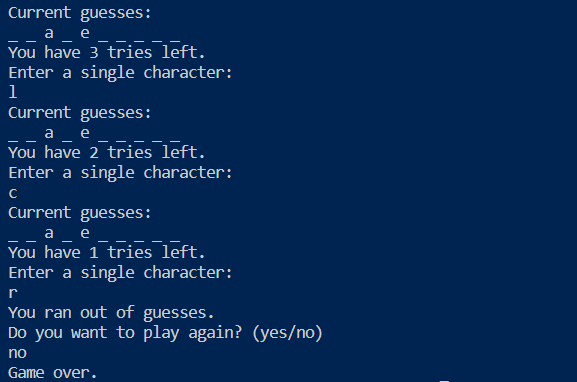 Current guesses:
_ _ a _ e _ _ _ _ _
You have 3 tries left.
Enter a single character:
l
Current guesses:
_ _ a _ e _ _ _ _ _
You have 2 tries left.
Enter a single character:
c
Current guesses:
_ _ a _ e _ _ _ _ _
You have 1 tries left.
Enter a single character:
r
You ran out of guesses.
Do you want to play again? (yes/no)
no
Game over.